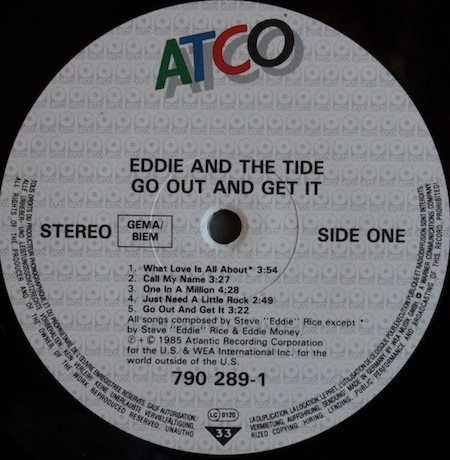 ATCO
EDDIE AND THE TIDE
GO OUT AND GET IT
STEREO
GEMA/
BIEM
SIDE ONE
1. What Love Is All About* 3:54
2. Call My Name 3:27
3. One In A Million 4:28
4. Just Need A Little Rock 2:49
5. Go Out And Get It 3:22
All songs composed by Steve "Eddie" Rice except *
by Steve "Eddie" Rice & Eddie Money
℗ + © 1985 Atlantic Recording Corporation
for the U.S. & WEA International Inc. for the
world outside of the U.S.
790 289-1
LC 0120
33